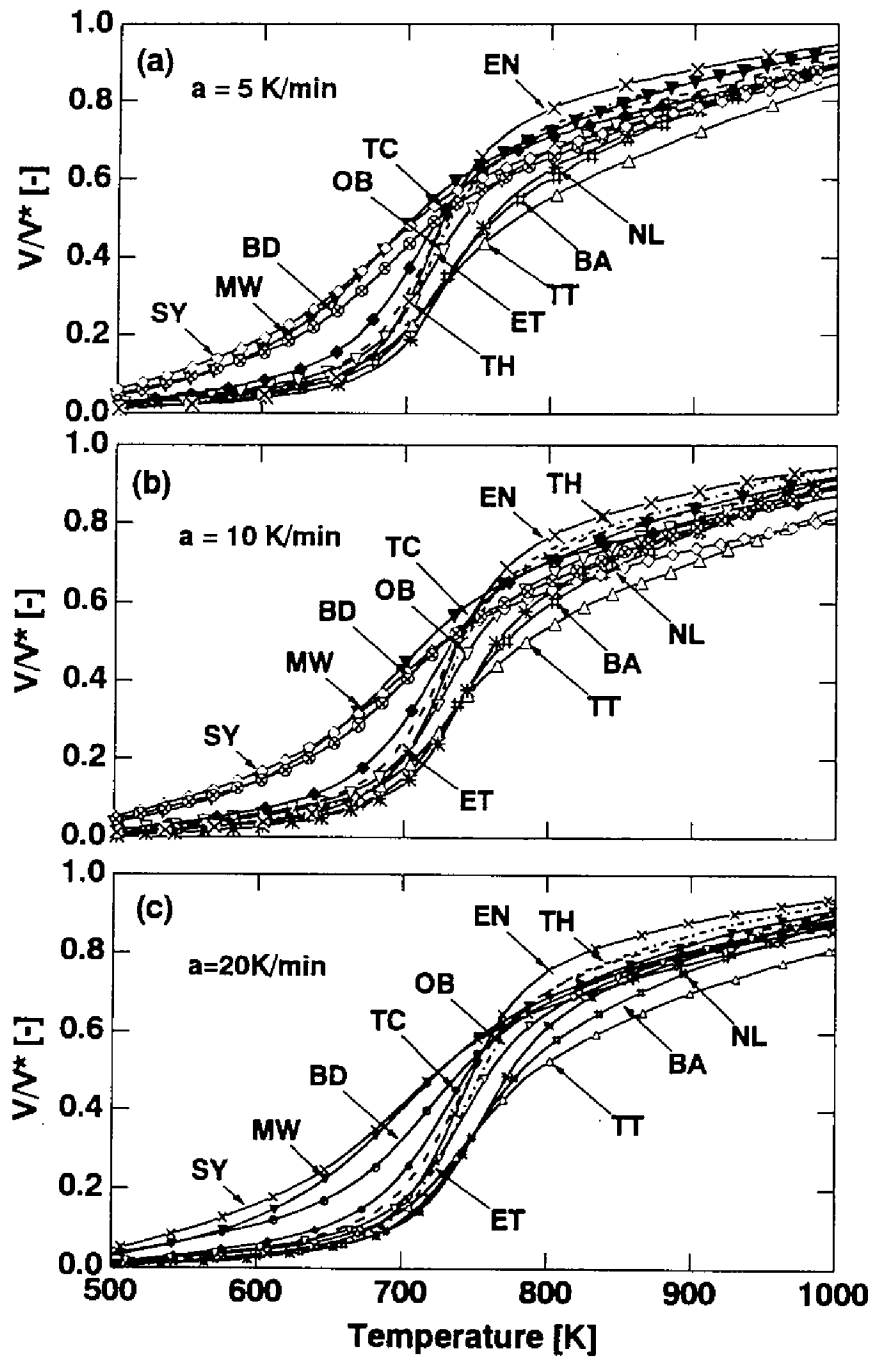 1.0
(a)
EN
a = 5 K/min
0.8
TC
0.6
OB
V/V* [-]
NL
BD
BA
0.4
MW
TT
SY
ET
0.2
TH
0.0
1.0
(b)
TH
EN
0.8
a = 10 K/min
TC
OB
0.6
BD
V/V* [-]
NL
MW
BA
0.4
TT
SY
0.2
ET
0.0
1.0
(c)
EN
TH
0.8
a=20K/min
OB
0.6
TC
NL
V/V* [-]
BD
BA
0.4
MW
TT
SY
0.2
ET
0.0
500 600 700 800 900 1000
Temperature [K]